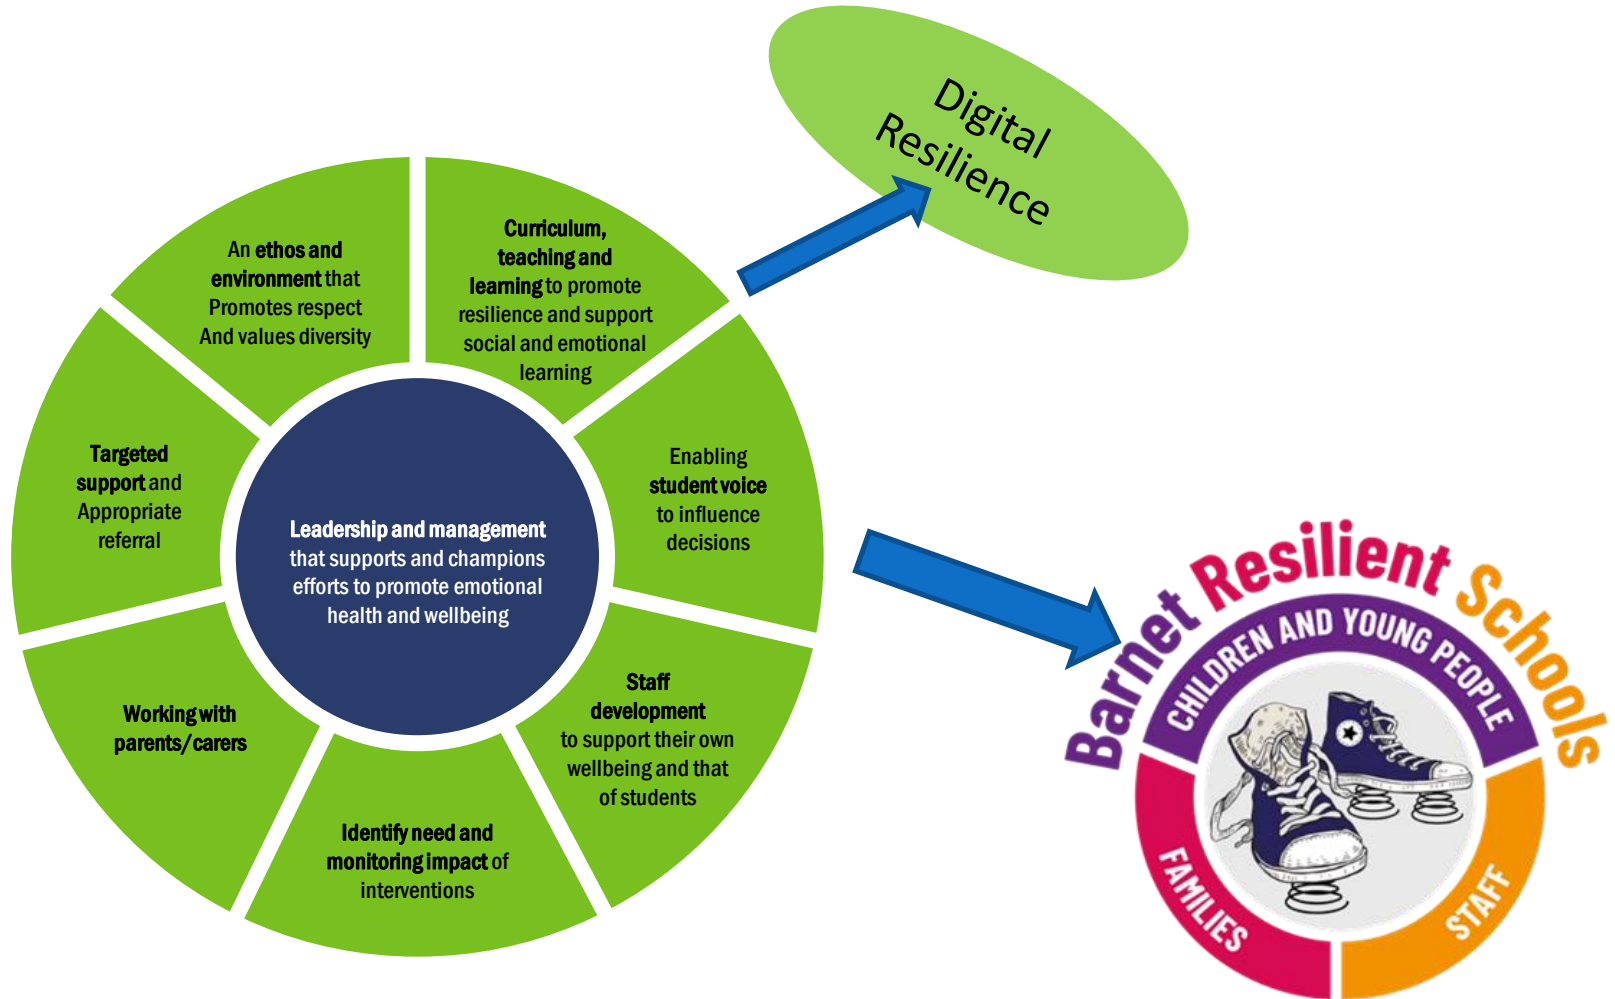 Digital
Resilience
An ethos and
environment that
Promotes respect
And values diversity
Curriculum,
teaching and
learning to promote
resilience and support
social and emotional
learning
Targeted
support and
Appropriate
referral
Enabling
student voice
to influence
decisions
Leadership and management
that supports and champions
efforts to promote emotional
health and wellbeing
Working with
parents/carers
Staff
development
to support their own
wellbeing and that
of students
Identify need and
monitoring impact of
interventions
Barnet Resilient Schools
CHILDREN AND YOUNG PEOPLE
FAMILIES
STAFF